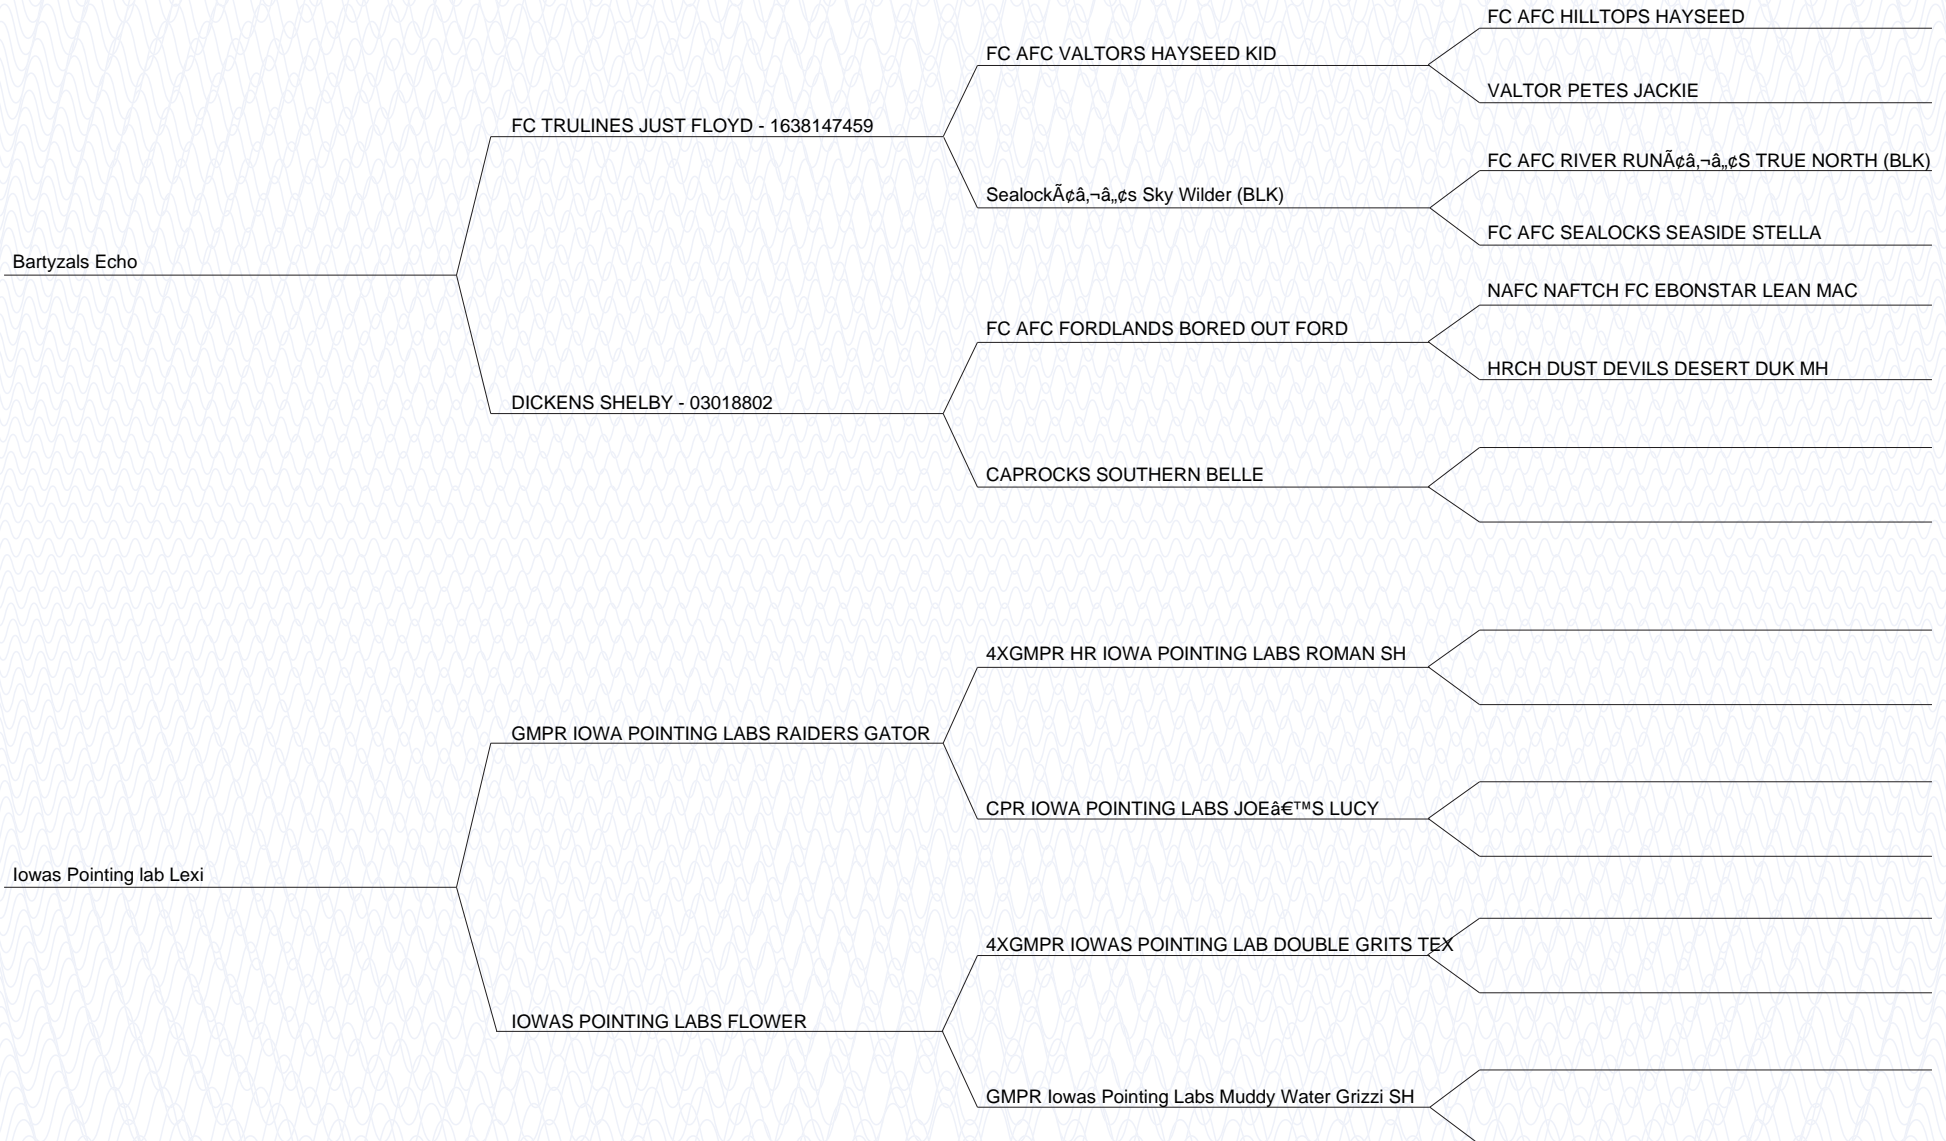 FC AFC HILLTOPS HAYSEED
FC AFC VALTORS HAYSEED KID
VALTOR PETES JACKIE
FC TRULINES JUST FLOYD - 1638147459
FC AFC RIVER RUNÃ¢â‚¬â„¢S TRUE NORTH (BLK)
SealockÃ¢â‚¬â„¢s Sky Wilder (BLK)
FC AFC SEALOCKS SEASIDE STELLA
Bartyzals Echo
NAFC NAFTCH FC EBONSTAR LEAN MAC
FC AFC FORDLANDS BORED OUT FORD
HRCH DUST DEVILS DESERT DUK MH
DICKENS SHELBY - 03018802
CAPROCKS SOUTHERN BELLE
4XGMPR HR IOWA POINTING LABS ROMAN SH
GMPR IOWA POINTING LABS RAIDERS GATOR
CPR IOWA POINTING LABS JOEâ€™S LUCY
Iowas Pointing lab Lexi
4XGMPR IOWAS POINTING LAB DOUBLE GRITS TEX
IOWAS POINTING LABS FLOWER
GMPR Iowas Pointing Labs Muddy Water Grizzi SH